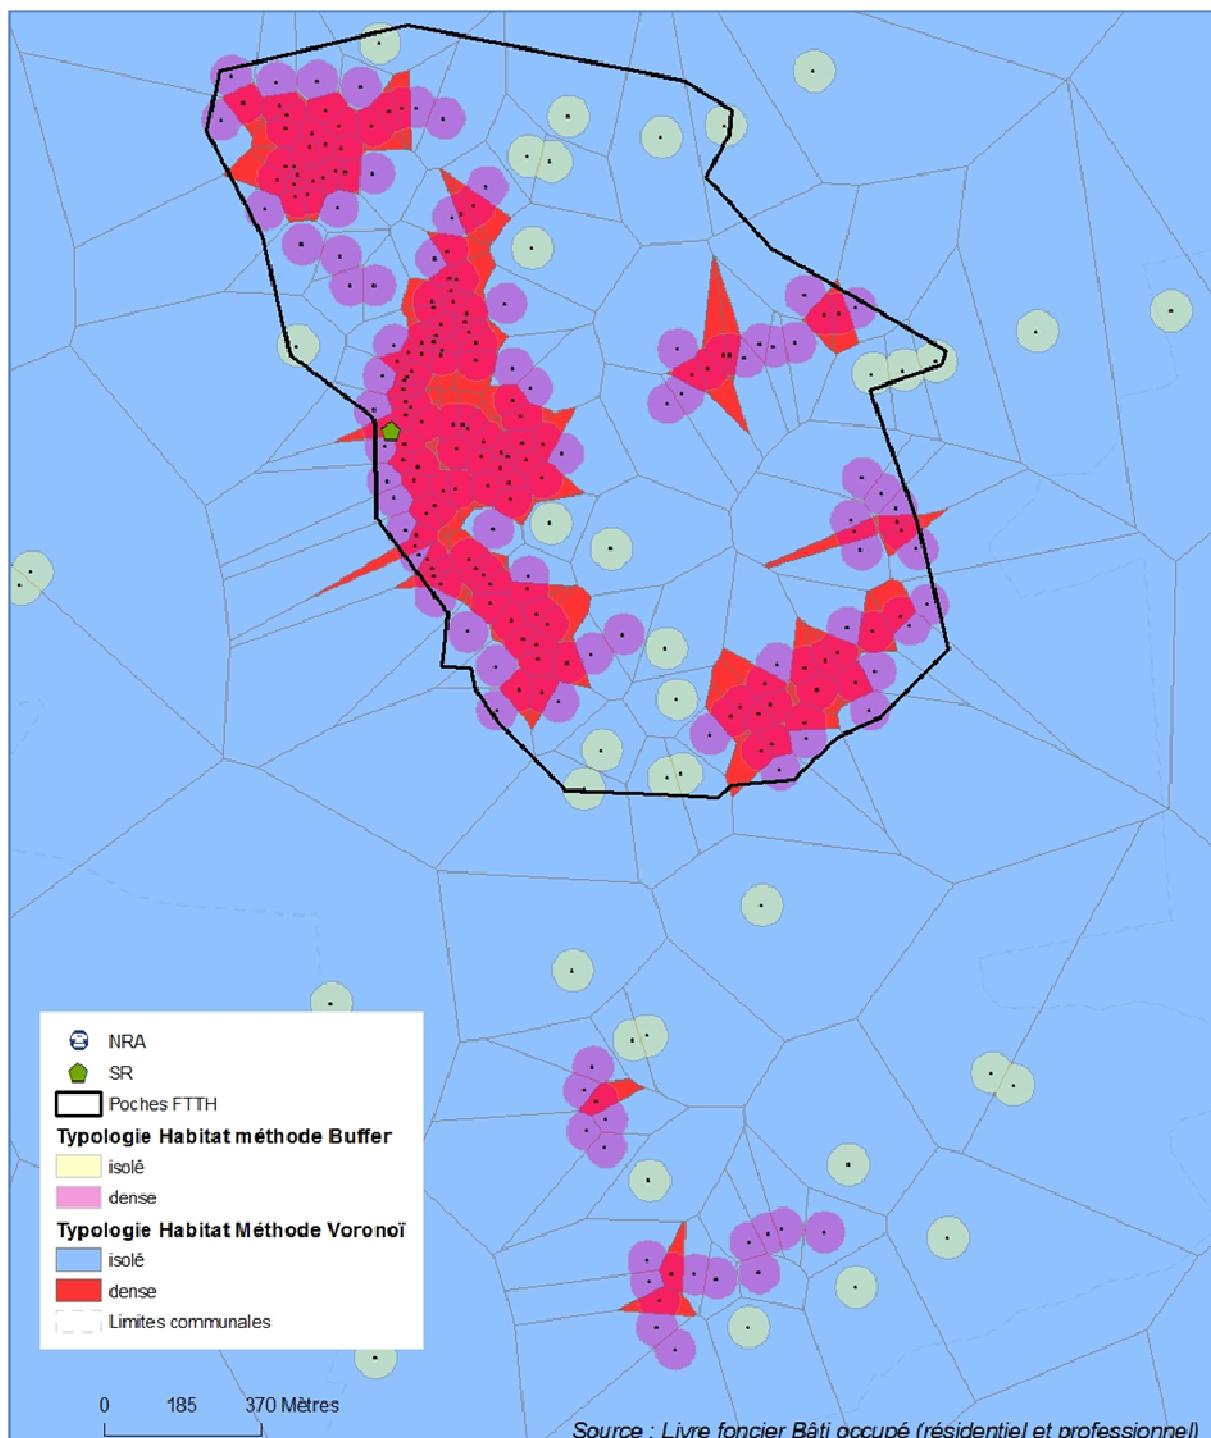 NRA
SR
Poches FTTH
Typologie Habitat méthode Buffer
isolé
dense
Typologie Habitat Méthode Voronoï
isolé
dense
Limites communales
0 185 370 Mètres
Source : Livre foncier Bâti occupé (résidentiel et professionnel)